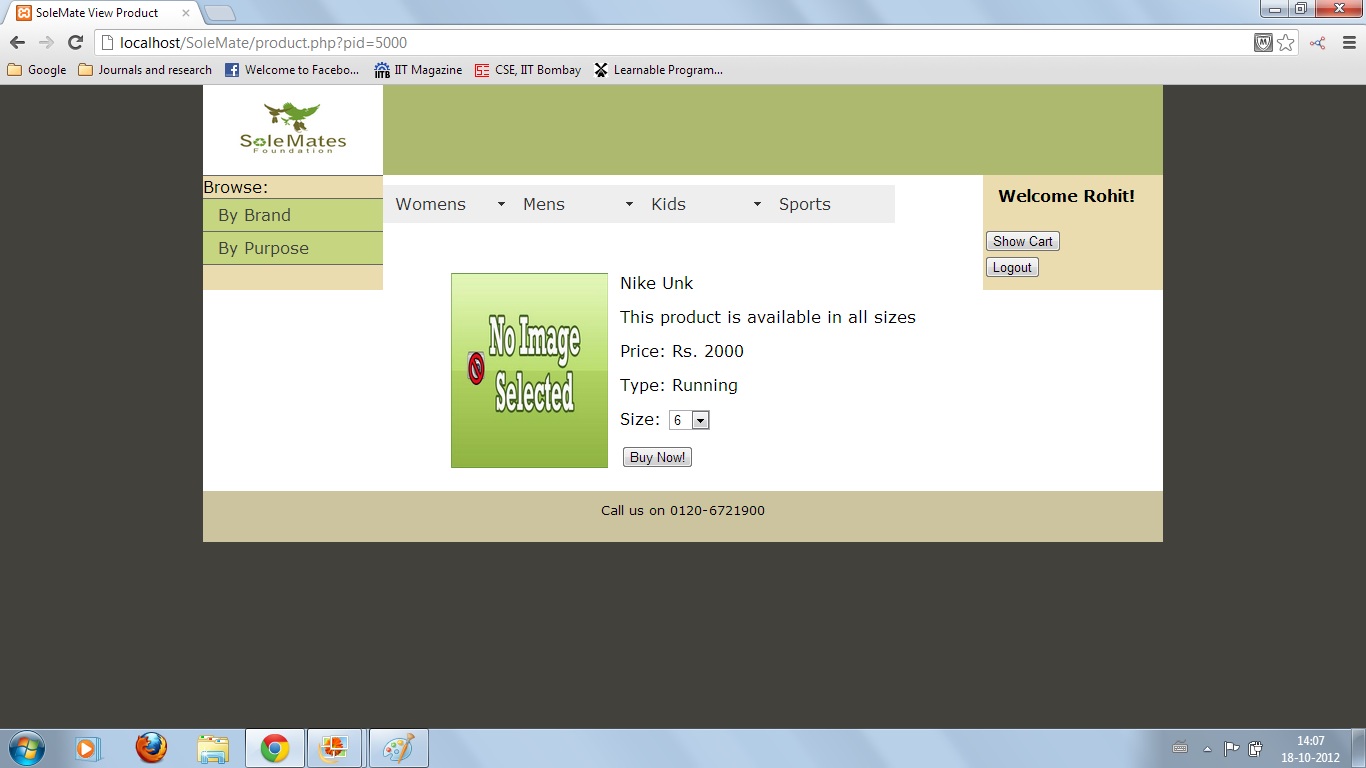 SoleMate View Product
localhost/SoleMate/product.php?pid=5000
Google
Journals and research
Welcome to Facebo...
IIT Magazine
CSE, IIT Bombay
Learnable Program...
SoleMates
Foundation
Browse:
By Brand
By Purpose
Womens
Mens
Kids
Sports
Welcome Rohit!
Show Cart
Logout
No Image
Selected
Nike Unk
This product is available in all sizes
Price: Rs. 2000
Type: Running
Size: 6
Buy Now!
Call us on 0120-6721900
14:07
18-10-2012